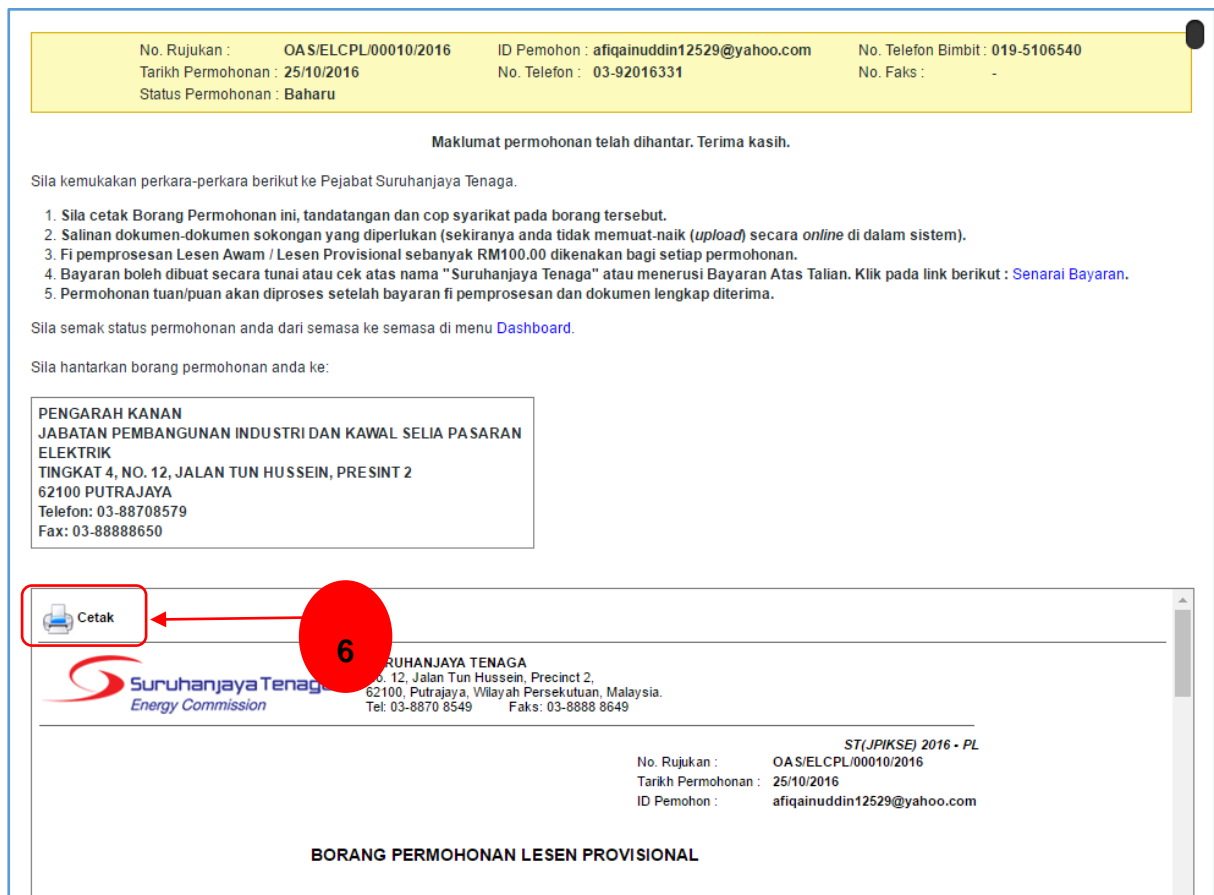 No. Rujukan : OAS/ELCPL/00010/2016 ID Pemohon : afiqainuddin12529@yahoo.com No. Telefon Bimbit : 019-5106540
Tarikh Permohonan : 25/10/2016 No. Telefon : 03-92016331 No. Faks : -
Status Permohonan : Baharu
Maklumat permohonan telah dihantar. Terima kasih.
Sila kemukakan perkara-perkara berikut ke Pejabat Suruhanjaya Tenaga.
1. Sila cetak Borang Permohonan ini, tandatangan dan cop syarikat pada borang tersebut.
2. Salinan dokumen-dokumen sokongan yang diperlukan (sekiranya anda tidak memuat-naik (upload) secara online di dalam sistem).
3. Fi pemprosesan Lesen Awam / Lesen Provisional sebanyak RM100.00 dikenakan bagi setiap permohonan.
4. Bayaran boleh dibuat secara tunai atau cek atas nama "Suruhanjaya Tenaga" atau menerusi Bayaran Atas Talian. Klik pada link berikut : Senarai Bayaran.
5. Permohonan tuan/puan akan diproses setelah bayaran fi pemprosesan dan dokumen lengkap diterima.
Sila semak status permohonan anda dari semasa ke semasa di menu Dashboard.
Sila hantarkan borang permohonan anda ke:
PENGARAH KANAN
JABATAN PEMBANGUNAN INDUSTRI DAN KAWAL SELIA PASARAN
ELEKTRIK
TINGKAT 4, NO. 12, JALAN TUN HUSSEIN, PRESINT 2
62100 PUTRAJAYA
Telefon: 03-88708579
Fax: 03-88888650
Cetak
6
Suruhanjaya Tenaga
Energy Commission
RUHANJAYA TENAGA
o. 12, Jalan Tun Hussein, Precinct 2,
62100, Putrajaya, Wilayah Persekutuan, Malaysia.
Tel: 03-8870 8549 Faks: 03-8888 8649
ST(JPIKSE) 2016 - PL
No. Rujukan : OAS/ELCPL/00010/2016
Tarikh Permohonan : 25/10/2016
ID Pemohon : afiqainuddin12529@yahoo.com
BORANG PERMOHONAN LESEN PROVISIONAL